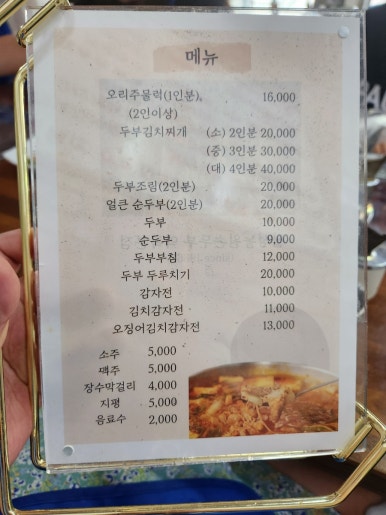 메뉴
오리주물럭(1인분), 16,000
(2인이상)
두부김치찌개 (소) 2인분 20,000
(중) 3인분 30,000
(대) 4인분 40,000
두부조림(2인분) 20,000
얼큰 순두부(2인분) 20,000
두부 10,000
순두부 9,000
두부부침 12,000
두부 두루치기 20,000
감자전 10,000
김치감자전 11,000
오징어김치감자전 13,000
소주 5,000
맥주 5,000
장수막걸리 4,000
지평 5,000
음료수 2,000